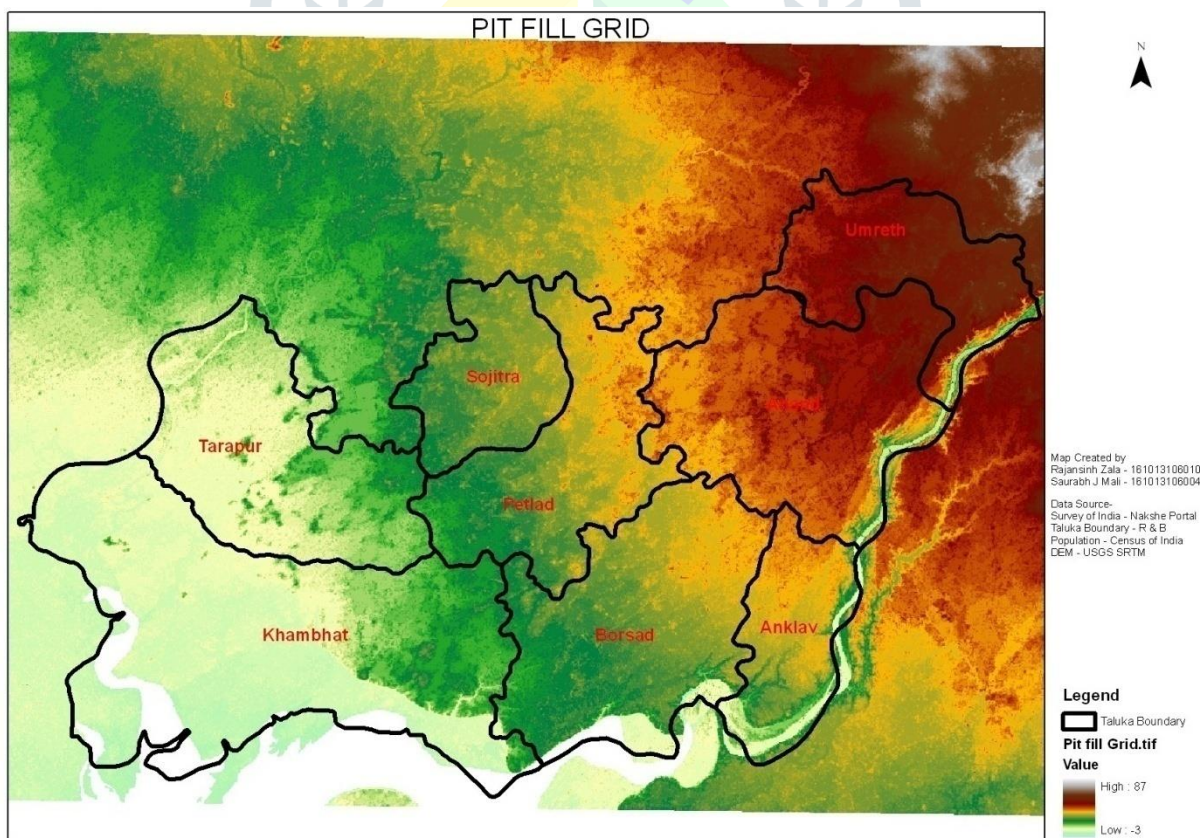 PIT FILL GRID
N
Umreth
Sojitra
Tarapur
Petlad
Khambhat
Borsad
Anklav
Map Created by
Rajansinh Zala - 161013106010
Saurabh J Mali - 161013106004
Data Source-
Survey of India - Nakshe Portal
Taluka Boundary - R & B
Population - Census of India
DEM - USGS SRTM
Legend
Taluka Boundary
Pit fill Grid.tif
Value
High : 87
Low : -3